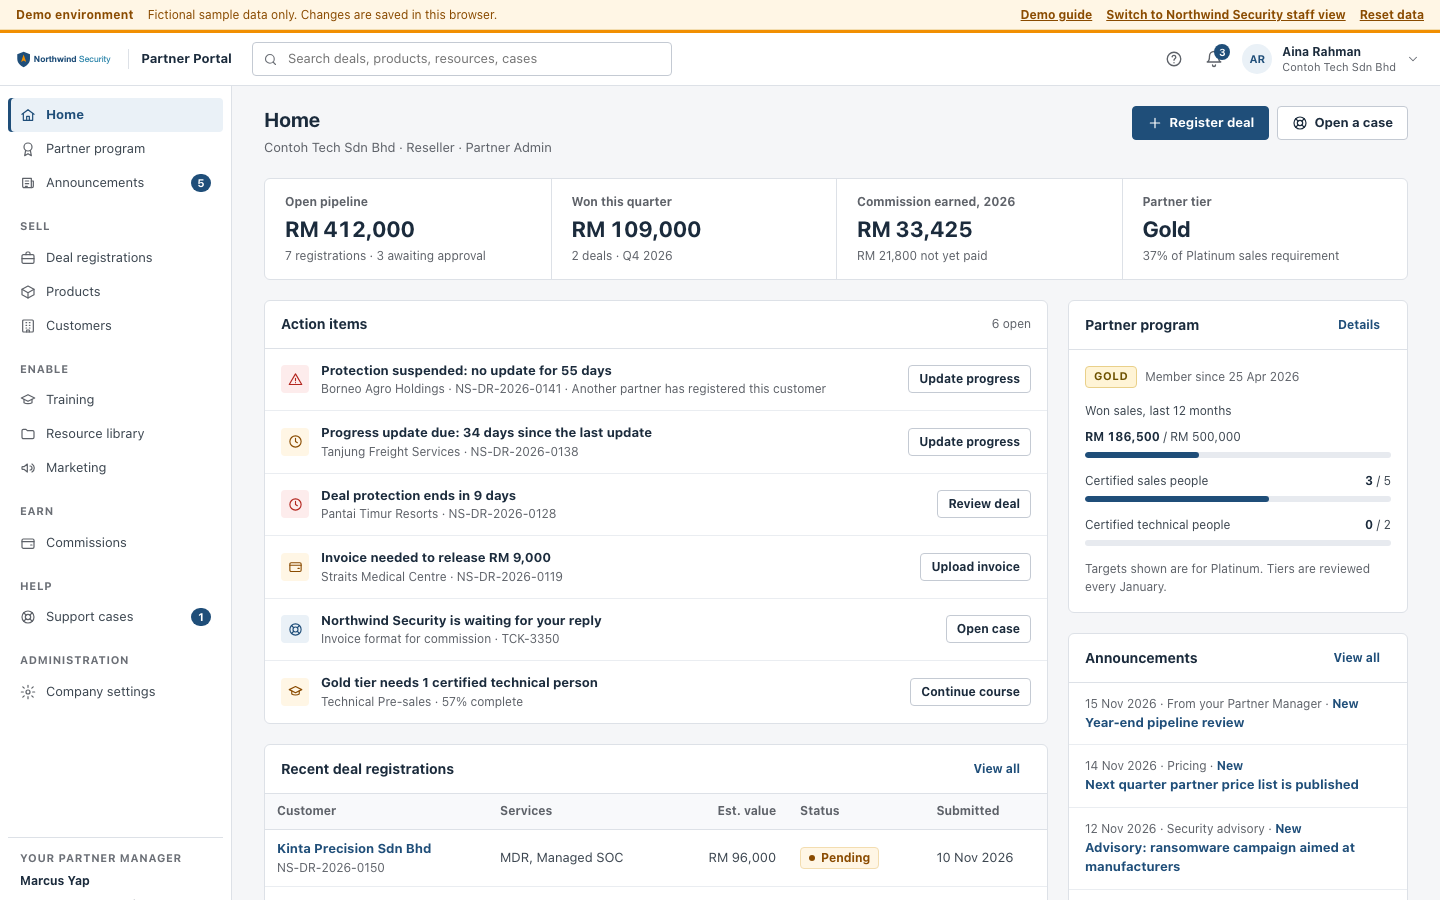 Demo environment Fictional sample data only. Changes are saved in this browser. Demo guide Switch to Northwind Security staff view Reset data
Northwind Security Partner Portal Search deals, products, resources, cases 3 AR Aina Rahman
Contoh Tech Sdn Bhd
Home
Partner program
Announcements 5
SELL
Deal registrations
Products
Customers
ENABLE
Training
Resource library
Marketing
EARN
Commissions
HELP
Support cases 1
ADMINISTRATION
Company settings
YOUR PARTNER MANAGER
Marcus Yap
Home
Contoh Tech Sdn Bhd · Reseller · Partner Admin
Register deal Open a case
Open pipeline
RM 412,000
7 registrations · 3 awaiting approval
Won this quarter
RM 109,000
2 deals · Q4 2026
Commission earned, 2026
RM 33,425
RM 21,800 not yet paid
Partner tier
Gold
37% of Platinum sales requirement
Action items 6 open
Protection suspended: no update for 55 days
Borneo Agro Holdings · NS-DR-2026-0141 · Another partner has registered this customer
Update progress
Progress update due: 34 days since the last update
Tanjung Freight Services · NS-DR-2026-0138
Update progress
Deal protection ends in 9 days
Pantai Timur Resorts · NS-DR-2026-0128
Review deal
Invoice needed to release RM 9,000
Straits Medical Centre · NS-DR-2026-0119
Upload invoice
Northwind Security is waiting for your reply
Invoice format for commission · TCK-3350
Open case
Gold tier needs 1 certified technical person
Technical Pre-sales · 57% complete
Continue course
Recent deal registrations View all
Customer Services Est. value Status Submitted
Kinta Precision Sdn Bhd
NS-DR-2026-0150
MDR, Managed SOC RM 96,000 Pending 10 Nov 2026
Partner program Details
GOLD Member since 25 Apr 2026
Won sales, last 12 months
RM 186,500 / RM 500,000
Certified sales people 3 / 5
Certified technical people 0 / 2
Targets shown are for Platinum. Tiers are reviewed
every January.
Announcements View all
15 Nov 2026 · From your Partner Manager · New
Year-end pipeline review
14 Nov 2026 · Pricing · New
Next quarter partner price list is published
12 Nov 2026 · Security advisory · New
Advisory: ransomware campaign aimed at
manufacturers